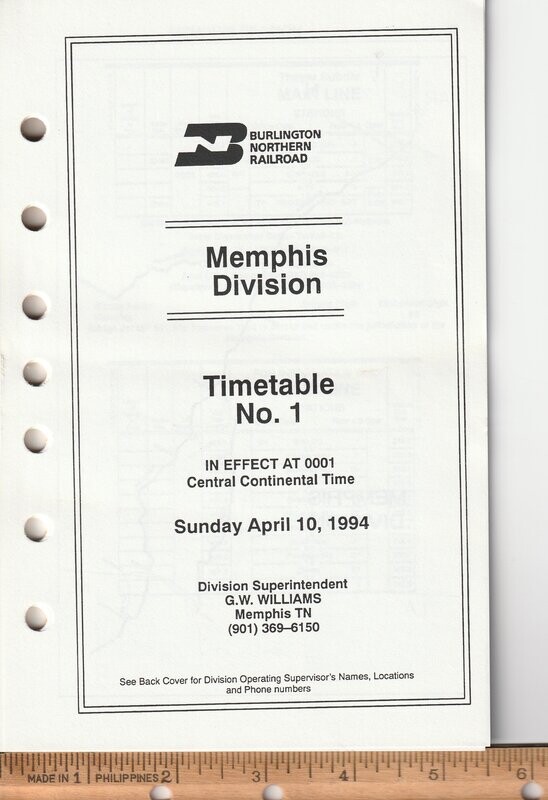 BURLINGTON
NORTHERN
RAILROAD
Memphis
Division
Timetable
No. 1
IN EFFECT AT 0001
Central Continental Time
Sunday April 10, 1994
Division Superintendent
G.W. WILLIAMS
Memphis TN
(901) 369–6150
See Back Cover for Division Operating Supervisor's Names, Locations
and Phone numbers
MADE IN 1 PHILIPPINES 2 3 4 5 6